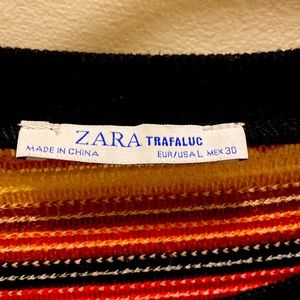 ZARA TRAFALUC
MADE IN CHINA EUR/USA L MEX 30